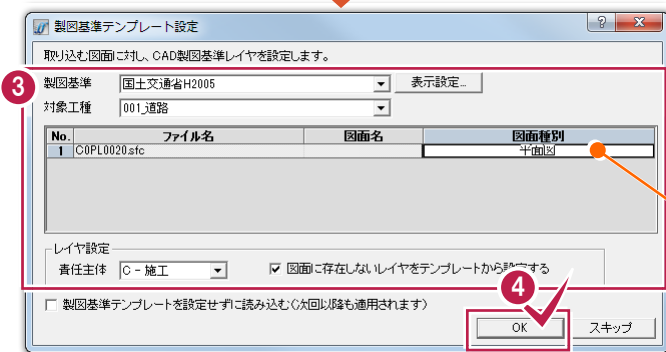 製図基準テンプレート設定
?
取り込む図面に対し、CAD製図基準レイヤを設定します。
3
製図基準 国土交通省H2005 表示設定...
対象工種 001_道路
No. ファイル名 図面名 図面種別
1 C0PL0020.sfc 平面図
レイヤ設定
責任主体 C - 施工 図面に存在しないレイヤをテンプレートから設定する
4
製図基準テンプレートを設定せずに読み込む(次回以降も適用されます)
OK スキップ